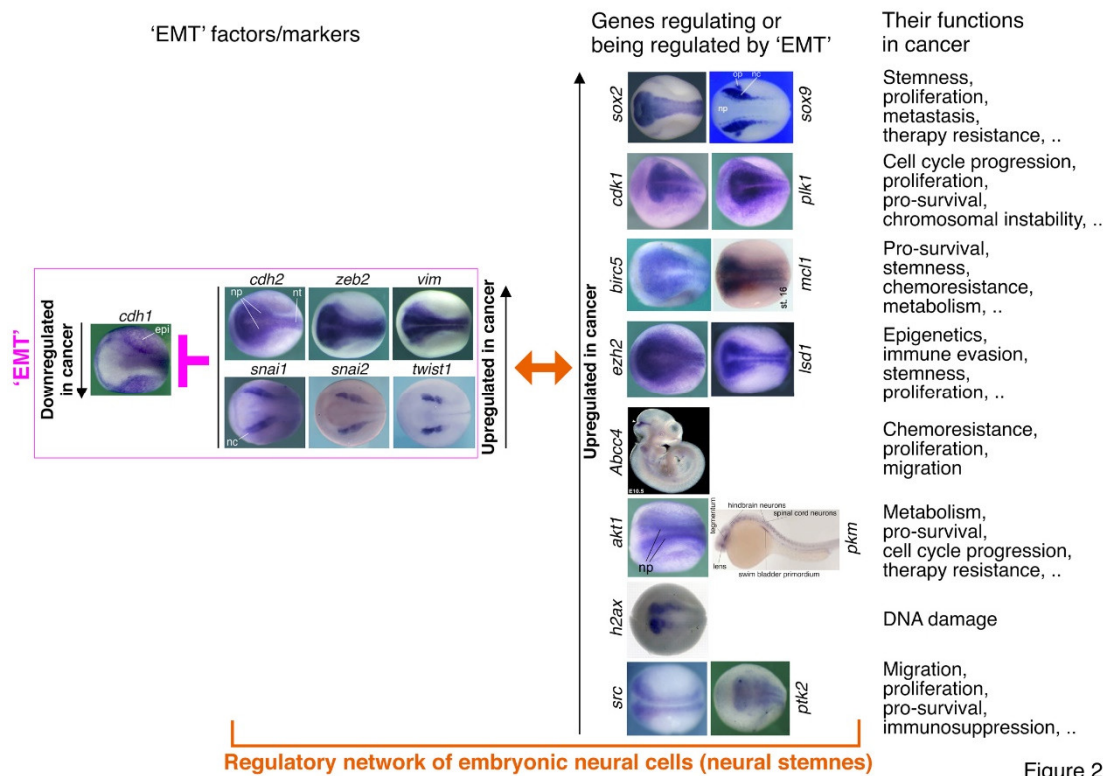 'EMT' factors/markers
Genes regulating or
being regulated by 'EMT'
Their functions
in cancer
'EMT'
Downregulated
in cancer
cdh1
epi
cdh2
zeb2
vim
np
nt
snai1
snai2
twist1
nc
Upregulated in cancer
Upregulated in cancer
sox2
op
nc
np
sox9
Stemness,
proliferation,
metastasis,
therapy resistance, ..
cdk1
plk1
Cell cycle progression,
proliferation,
pro-survival,
chromosomal instability, ..
birc5
st. 16
mcl1
Pro-survival,
stemness,
chemoresistance,
metabolism, ..
ezh2
lsd1
Epigenetics,
immune evasion,
stemness,
proliferation, ..
Abcc4
E10.5
Chemoresistance,
proliferation,
migration
akt1
np
tegmentum
hindbrain neurons
spinal cord neurons
lens
swim bladder primordium
pkm
Metabolism,
pro-survival,
cell cycle progression,
therapy resistance, ..
h2ax
DNA damage
src
ptk2
Migration,
proliferation,
pro-survival,
immunosuppression, ..
Regulatory network of embryonic neural cells (neural stemnes)
Figure 2